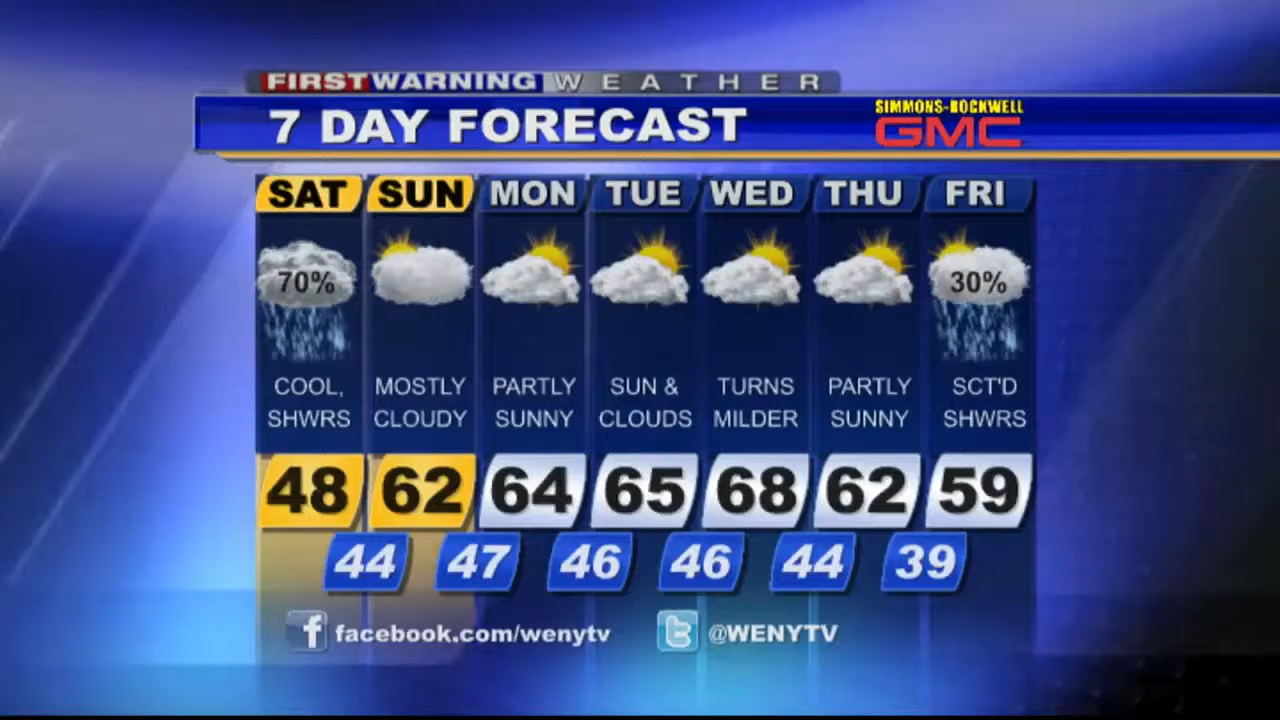 FIRST WARNING WEATHER
7 DAY FORECAST
SIMMONS-ROCKWELL
GMC
SAT SUN MON TUE WED THU FRI
70% 30%
COOL, MOSTLY PARTLY SUN & TURNS PARTLY SCT'D
SHWRS CLOUDY SUNNY CLOUDS MILDER SUNNY SHWRS
48 62 64 65 68 62 59
44 47 46 46 44 39
f facebook.com/wenytv t @WENYTV